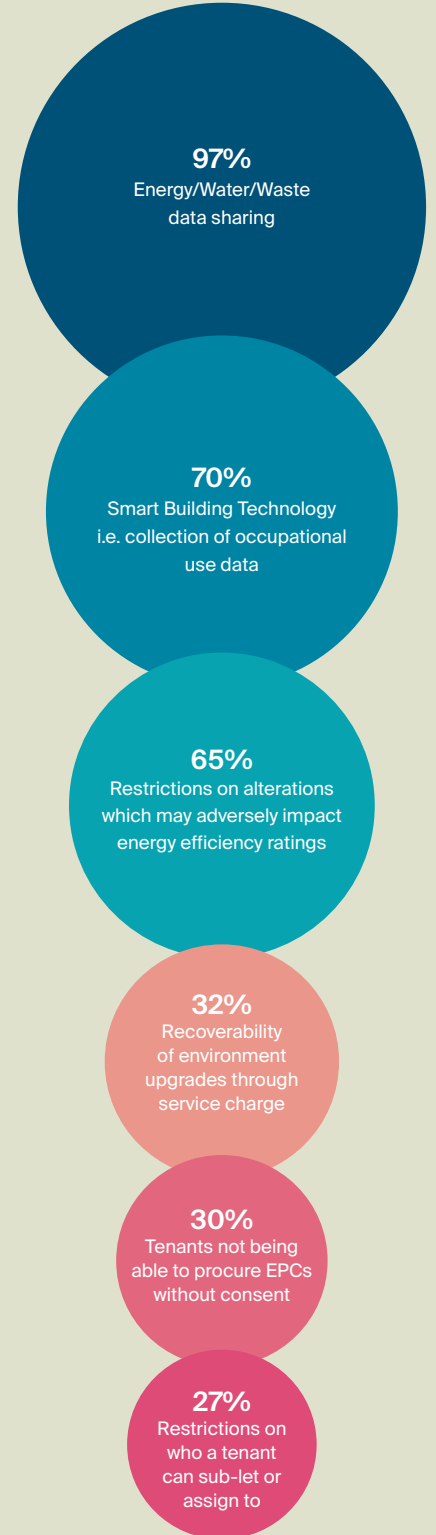 97%
Energy/Water/Waste
data sharing
70%
Smart Building Technology
i.e. collection of occupational
use data
65%
Restrictions on alterations
which may adversely impact
energy efficiency ratings
32%
Recoverability
of environment
upgrades through
service charge
30%
Tenants not being
able to procure EPCs
without consent
27%
Restrictions on
who a tenant
can sub-let or
assign to